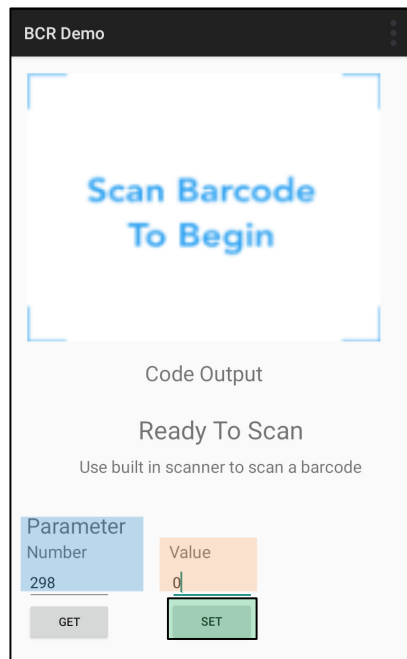 BCR Demo
Scan Barcode
To Begin
Code Output
Ready To Scan
Use built in scanner to scan a barcode
Parameter
Number
Value
298
0
GET
SET